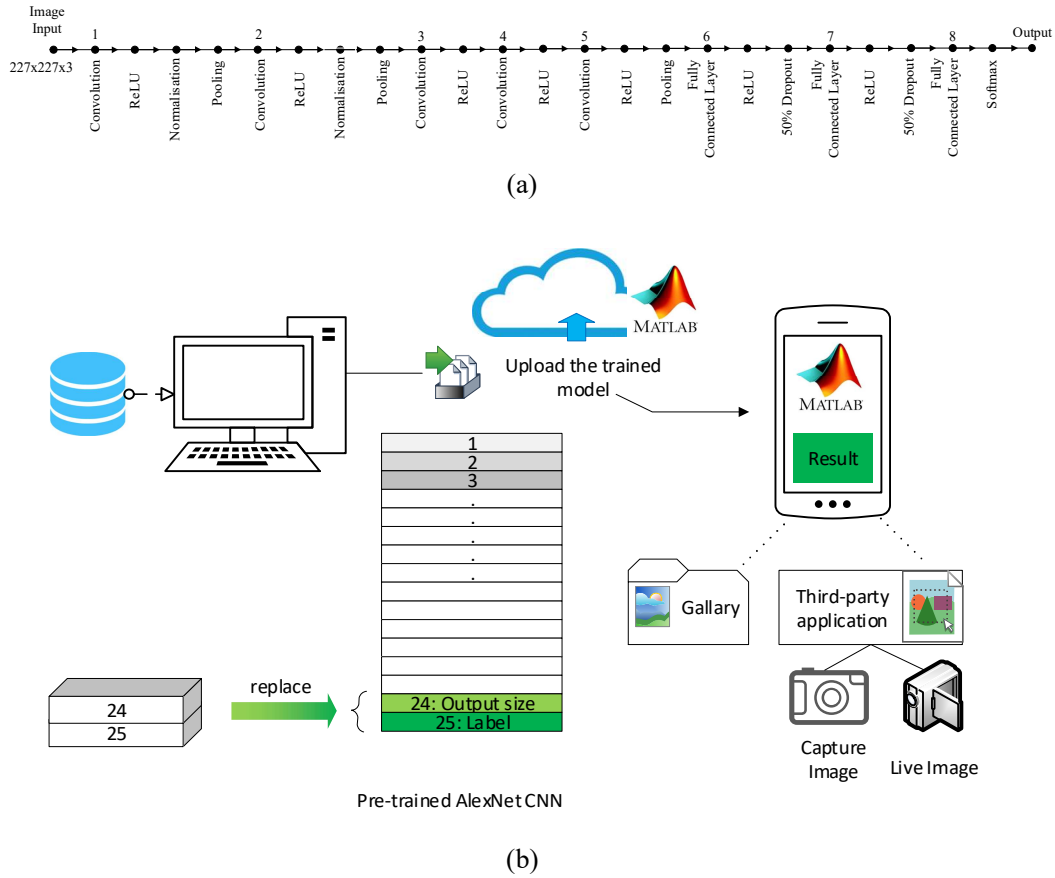 Image
Input
1
2
3
4
5
6
7
8
Output
227x227x3
Convolution
ReLU
Normalisation
Pooling
Convolution
ReLU
Normalisation
Pooling
Convolution
ReLU
Convolution
ReLU
Convolution
ReLU
Pooling
Fully
Connected Layer
ReLU
50% Dropout
Fully
Connected Layer
ReLU
50% Dropout
Fully
Connected Layer
Softmax
(a)
MATLAB
Upload the trained
model
MATLAB
Result
1
2
3
.
.
.
.
.
24: Output size
25: Label
24
25
replace
Pre-trained AlexNet CNN
Gallary
Third-party
application
Capture
Image
Live Image
(b)